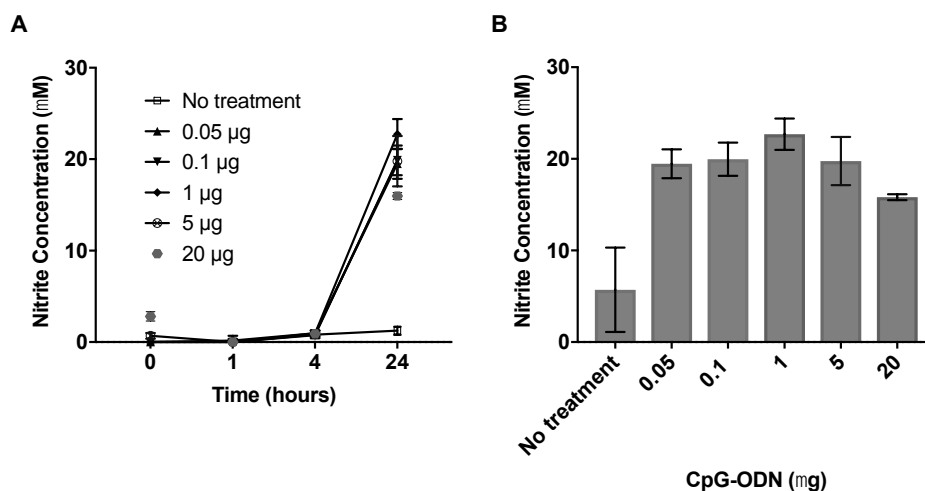 A
B
30
20
10
0
Nitrite Concentration (mM)
No treatment
0.05 µg
0.1 µg
1 µg
5 µg
20 µg
0 1 4 24
Time (hours)
30
20
10
0
Nitrite Concentration (mM)
No treatment 0.05 0.1 1 5 20
CpG-ODN (mg)